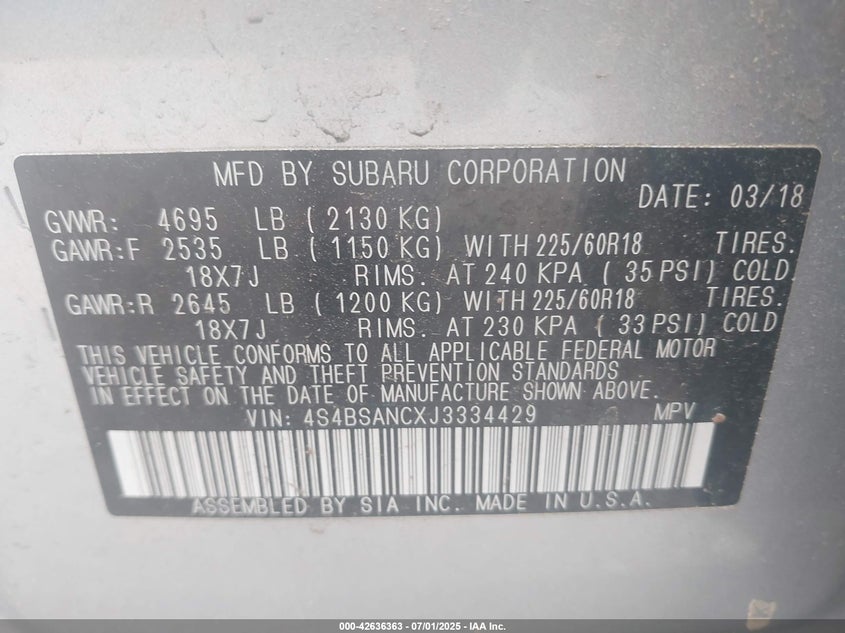 MFD BY SUBARU CORPORATION
DATE: 03/18
GVWR: 4695 LB ( 2130 KG)
GAWR:F 2535 LB ( 1150 KG) WITH 225/60R18 TIRES.
18X7J RIMS. AT 240 KPA ( 35 PSI) COLD
GAWR:R 2645 LB ( 1200 KG) WITH 225/60R18 TIRES.
18X7J RIMS. AT 230 KPA ( 33 PSI) COLD
THIS VEHICLE CONFORMS TO ALL APPLICABLE FEDERAL MOTOR
VEHICLE SAFETY AND THEFT PREVENTION STANDARDS
IN EFFECT ON THE DATE OF MANUFACTURE SHOWN ABOVE.
VIN: 4S4BSANCXJ3334429 MPV
ASSEMBLED BY SIA INC. MADE IN U.S.A.
000-42636363 - 07/01/2025 - IAA Inc.